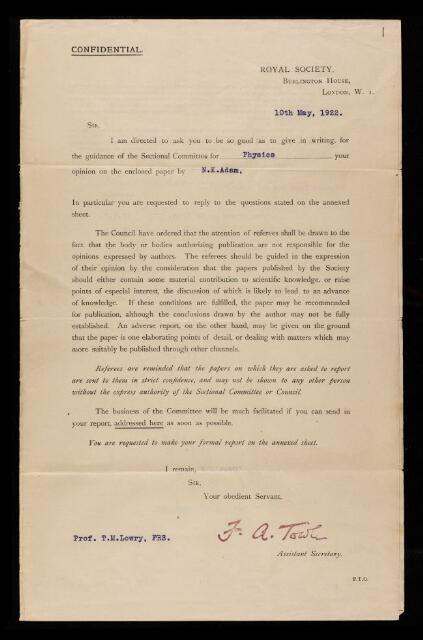 1
CONFIDENTIAL.
ROYAL SOCIETY.
BURLINGTON HOUSE,
LONDON, W. 1.
10th May, 1922.
SIR,
I am directed to ask you to be so good as to give in writing, for
the guidance of the Sectional Committee for Physics your
opinion on the enclosed paper by N.K.Adam.
In particular you are requested to reply to the questions stated on the annexed
sheet.
The Council have ordered that the attention of referees shall be drawn to the
fact that the body or bodies authorising publication are not responsible for the
opinions expressed by authors. The referees should be guided in the expression
of their opinion by the consideration that the papers published by the Society
should either contain some material contribution to scientific knowledge, or raise
points of especial interest, the discussion of which is likely to lead to an advance
of knowledge. If these conditions are fulfilled, the paper may be recommended
for publication, although the conclusions drawn by the author may not be fully
established. An adverse report, on the other hand, may be given on the ground
that the paper is one elaborating points of detail, or dealing with matters which may
more suitably be published through other channels.
Referees are reminded that the papers on which they are asked to report
are sent to them in strict confidence, and may not be shown to any other person
without the express authority of the Sectional Committee or Council.
The business of the Committee will be much facilitated if you can send in
your report, addressed here as soon as possible.
You are requested to make your formal report on the annexed sheet.
I remain,
SIR,
Your obedient Servant,
Prof. T.M.Lowry, FRS.
F. A. Towle
Assistant Secretary.
P.T.O.